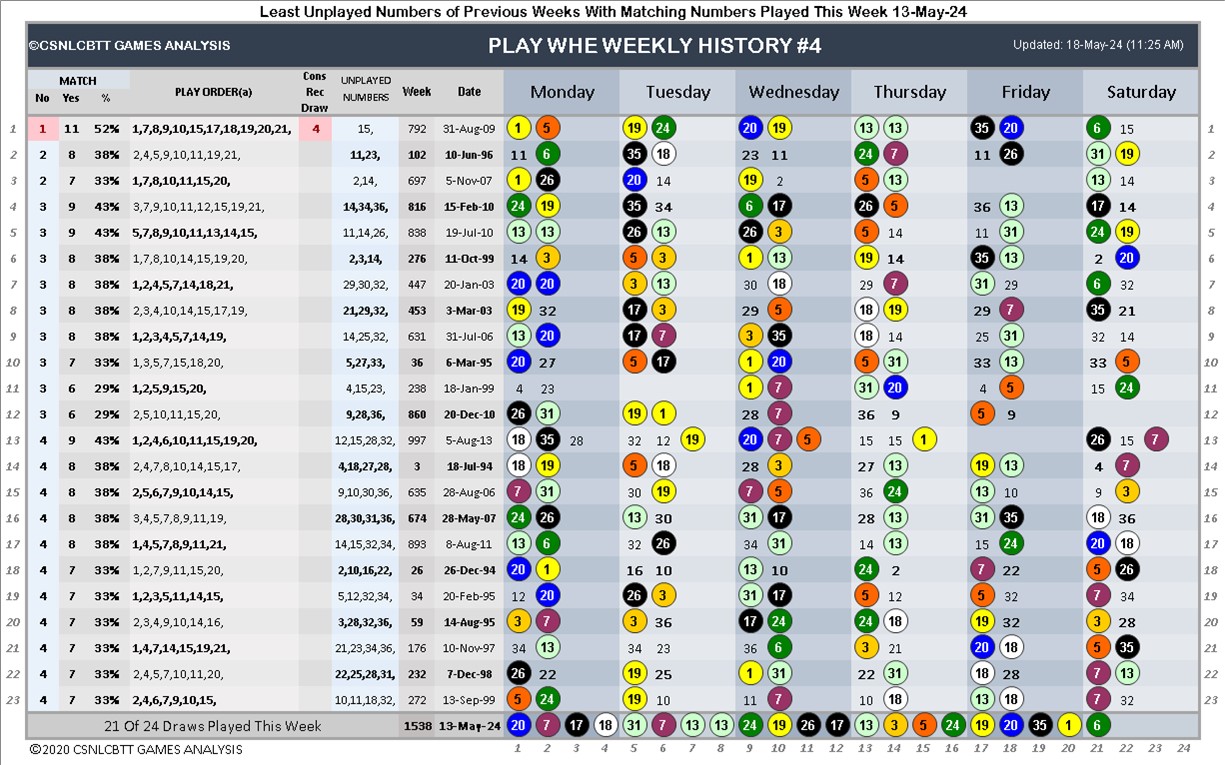 Least Unplayed Numbers of Previous Weeks With Matching Numbers Played This Week 13-May-24
©CSNLCBTT GAMES ANALYSIS PLAY WHE WEEKLY HISTORY #4 Updated: 18-May-24 (11:25 AM)
MATCH No Yes % PLAY ORDER(a) Cons Rec Draw UNPLAYED NUMBERS Week Date Monday Tuesday Wednesday Thursday Friday Saturday
1 1 11 52% 1,7,8,9,10,15,17,18,19,20,21, 4 15, 792 31-Aug-09 1 5 19 24 20 19 13 13 35 20 6 15 1
2 2 8 38% 2,4,5,9,10,11,19,21, 11,23, 102 10-Jun-96 11 6 35 18 23 11 24 7 11 26 31 19 2
3 2 7 33% 1,7,8,10,11,15,20, 2,14, 697 5-Nov-07 1 26 20 14 19 2 5 13 13 14 3
4 3 9 43% 3,7,9,10,11,12,15,19,21, 14,34,36, 816 15-Feb-10 24 19 35 34 6 17 26 5 36 13 17 14 4
5 3 9 43% 5,7,8,9,10,11,13,14,15, 11,14,26, 838 19-Jul-10 13 13 26 13 26 3 5 14 11 31 24 19 5
6 3 8 38% 1,7,8,10,14,15,19,20, 2,3,14, 276 11-Oct-99 14 3 5 3 1 13 19 14 35 13 2 20 6
7 3 8 38% 1,2,4,5,7,14,18,21, 29,30,32, 447 20-Jan-03 20 20 3 13 30 18 29 7 31 29 6 32 7
8 3 8 38% 2,3,4,10,14,15,17,19, 21,29,32, 453 3-Mar-03 19 32 17 3 29 5 18 19 29 7 35 21 8
9 3 8 38% 1,2,3,4,5,7,14,19, 14,25,32, 631 31-Jul-06 13 20 17 7 3 35 18 14 25 31 32 14 9
10 3 7 33% 1,3,5,7,15,18,20, 5,27,33, 36 6-Mar-95 20 27 5 17 1 20 5 31 33 13 33 5 10
11 3 6 29% 1,2,5,9,15,20, 4,15,23, 238 18-Jan-99 4 23 1 7 31 20 4 5 15 24 11
12 3 6 29% 2,5,10,11,15,20, 9,28,36, 860 20-Dec-10 26 31 19 1 28 7 36 9 5 9 12
13 4 9 43% 1,2,4,6,10,11,15,19,20, 12,15,28,32, 997 5-Aug-13 18 35 28 32 12 19 20 7 5 15 15 1 26 15 7 13
14 4 8 38% 2,4,7,8,10,14,15,17, 4,18,27,28, 3 18-Jul-94 18 19 5 18 28 3 27 13 19 13 4 7 14
15 4 8 38% 2,5,6,7,9,10,14,15, 9,10,30,36, 635 28-Aug-06 7 31 30 19 7 5 36 24 13 10 9 3 15
16 4 8 38% 3,4,5,7,8,9,11,19, 28,30,31,36, 674 28-May-07 24 26 13 30 31 17 28 13 31 35 18 36 16
17 4 8 38% 1,4,5,7,8,9,11,21, 14,15,32,34, 893 8-Aug-11 13 6 32 26 34 31 14 13 15 24 20 18 17
18 4 7 33% 1,2,7,9,11,15,20, 2,10,16,22, 26 26-Dec-94 20 1 16 10 13 10 24 2 7 22 5 26 18
19 4 7 33% 1,2,3,5,11,14,15, 5,12,32,34, 34 20-Feb-95 12 20 26 3 31 17 5 12 5 32 7 34 19
20 4 7 33% 2,3,4,9,10,14,16, 3,28,32,36, 59 14-Aug-95 3 7 3 36 17 24 24 18 19 32 3 28 20
21 4 7 33% 1,4,7,14,15,19,21, 21,23,34,36, 176 10-Nov-97 34 13 34 23 36 6 3 21 20 18 5 35 21
22 4 7 33% 2,4,5,7,10,11,20, 22,25,28,31, 232 7-Dec-98 26 22 19 25 1 31 22 31 18 28 7 13 22
23 4 7 33% 2,4,6,7,9,10,15, 10,11,18,32, 272 13-Sep-99 5 24 19 10 11 7 10 18 13 18 7 32 23
21 Of 24 Draws Played This Week 1538 13-May-24 20 7 17 18 31 7 13 13 24 19 26 17 13 3 5 24 19 20 35 1 6
©2020 CSNLCBTT GAMES ANALYSIS 1 2 3 4 5 6 7 8 9 10 11 12 13 14 15 16 17 18 19 20 21 22 23 24